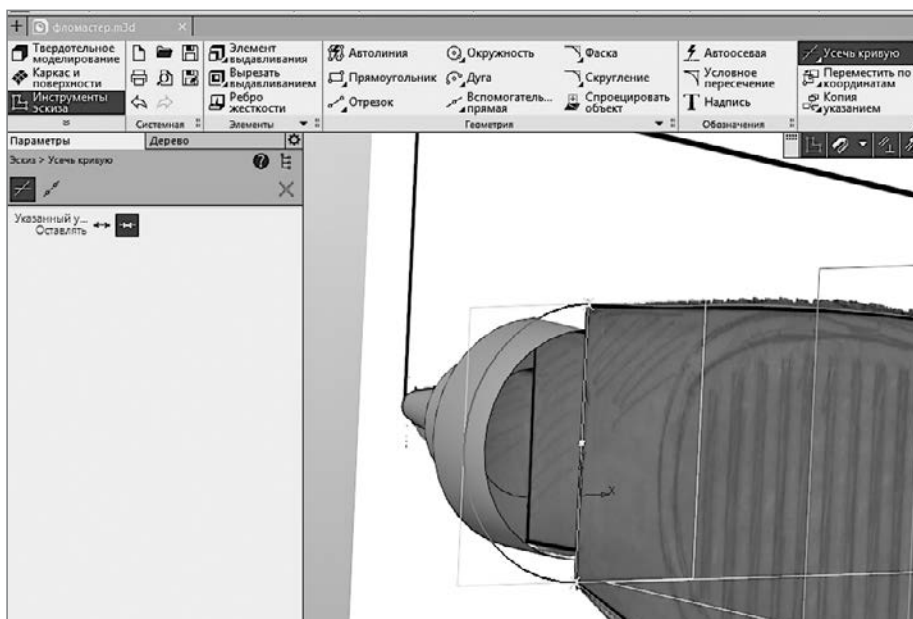 фломастер.m3d
Твердотельное
моделирование
Каркас и
поверхности
Инструменты
эскиза
Системная
Элемент
выдавливания
Вырезать
выдавливанием
Ребро
жесткости
Элементы
Автолиния
Прямоугольник
Отрезок
Окружность
Дуга
Вспомогатель...
прямая
Фаска
Скругление
Спроецировать
объект
Геометрия
Автоосевая
Условное
пересечение
Надпись
Обозначения
Усечь кривую
Переместить по
координатам
Копия
указанием
Параметры
Дерево
Эскиз > Усечь кривую
Указанный у...
Оставлять
X